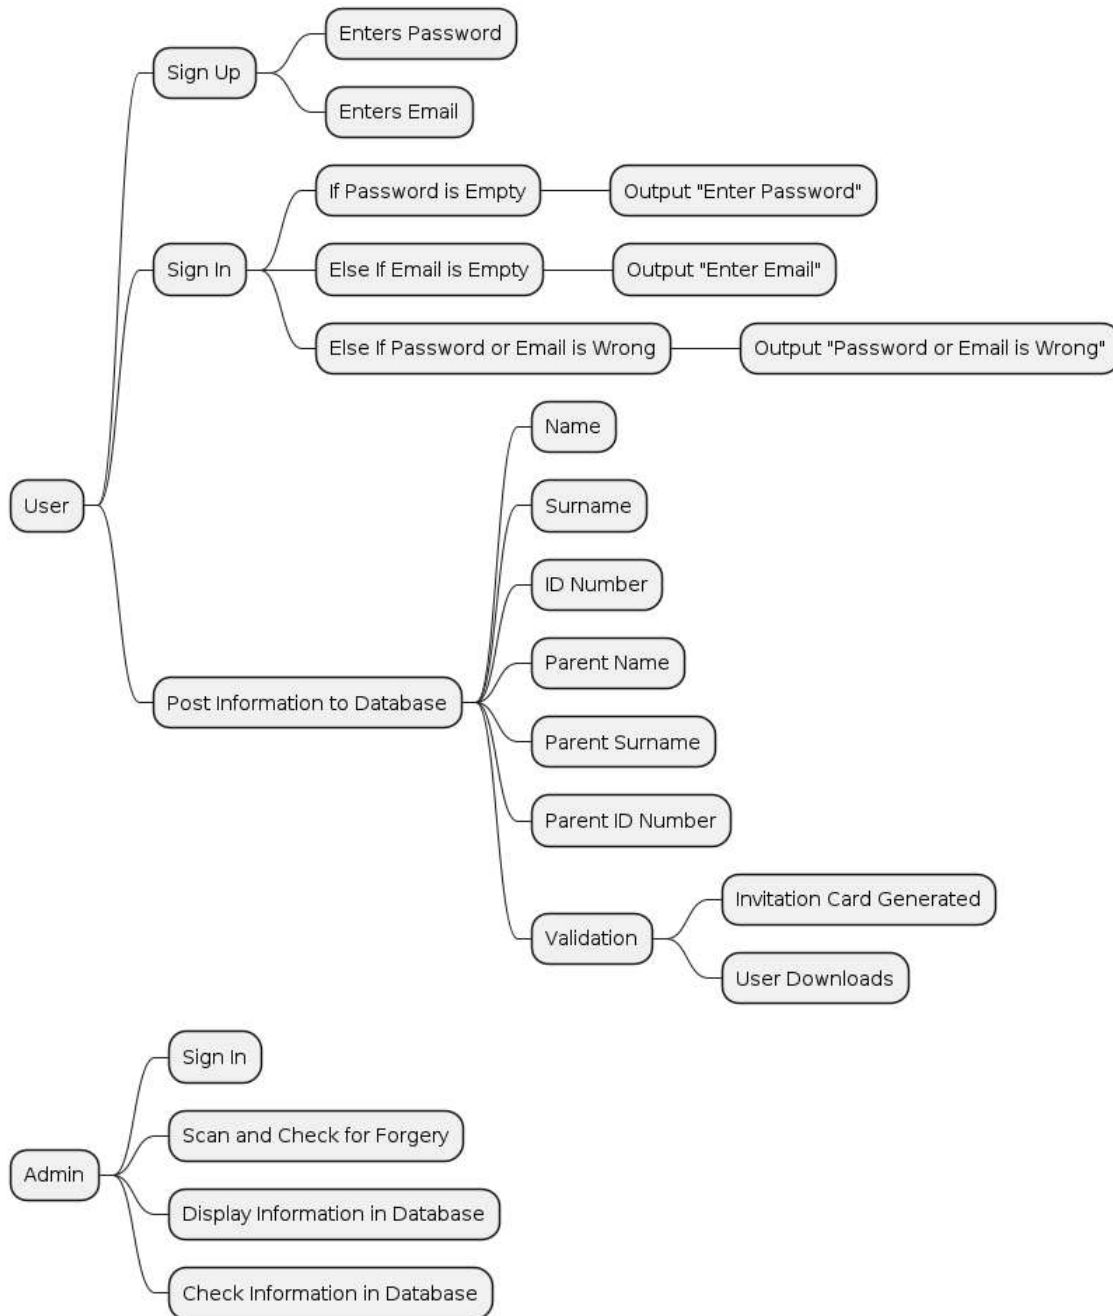 Enters Password
Sign Up
Enters Email
If Password is Empty
Output "Enter Password"
Sign In
Else If Email is Empty
Output "Enter Email"
Else If Password or Email is Wrong
Output "Password or Email is Wrong"
Name
User
Surname
ID Number
Parent Name
Post Information to Database
Parent Surname
Parent ID Number
Invitation Card Generated
Validation
User Downloads
Sign In
Scan and Check for Forgery
Admin
Display Information in Database
Check Information in Database